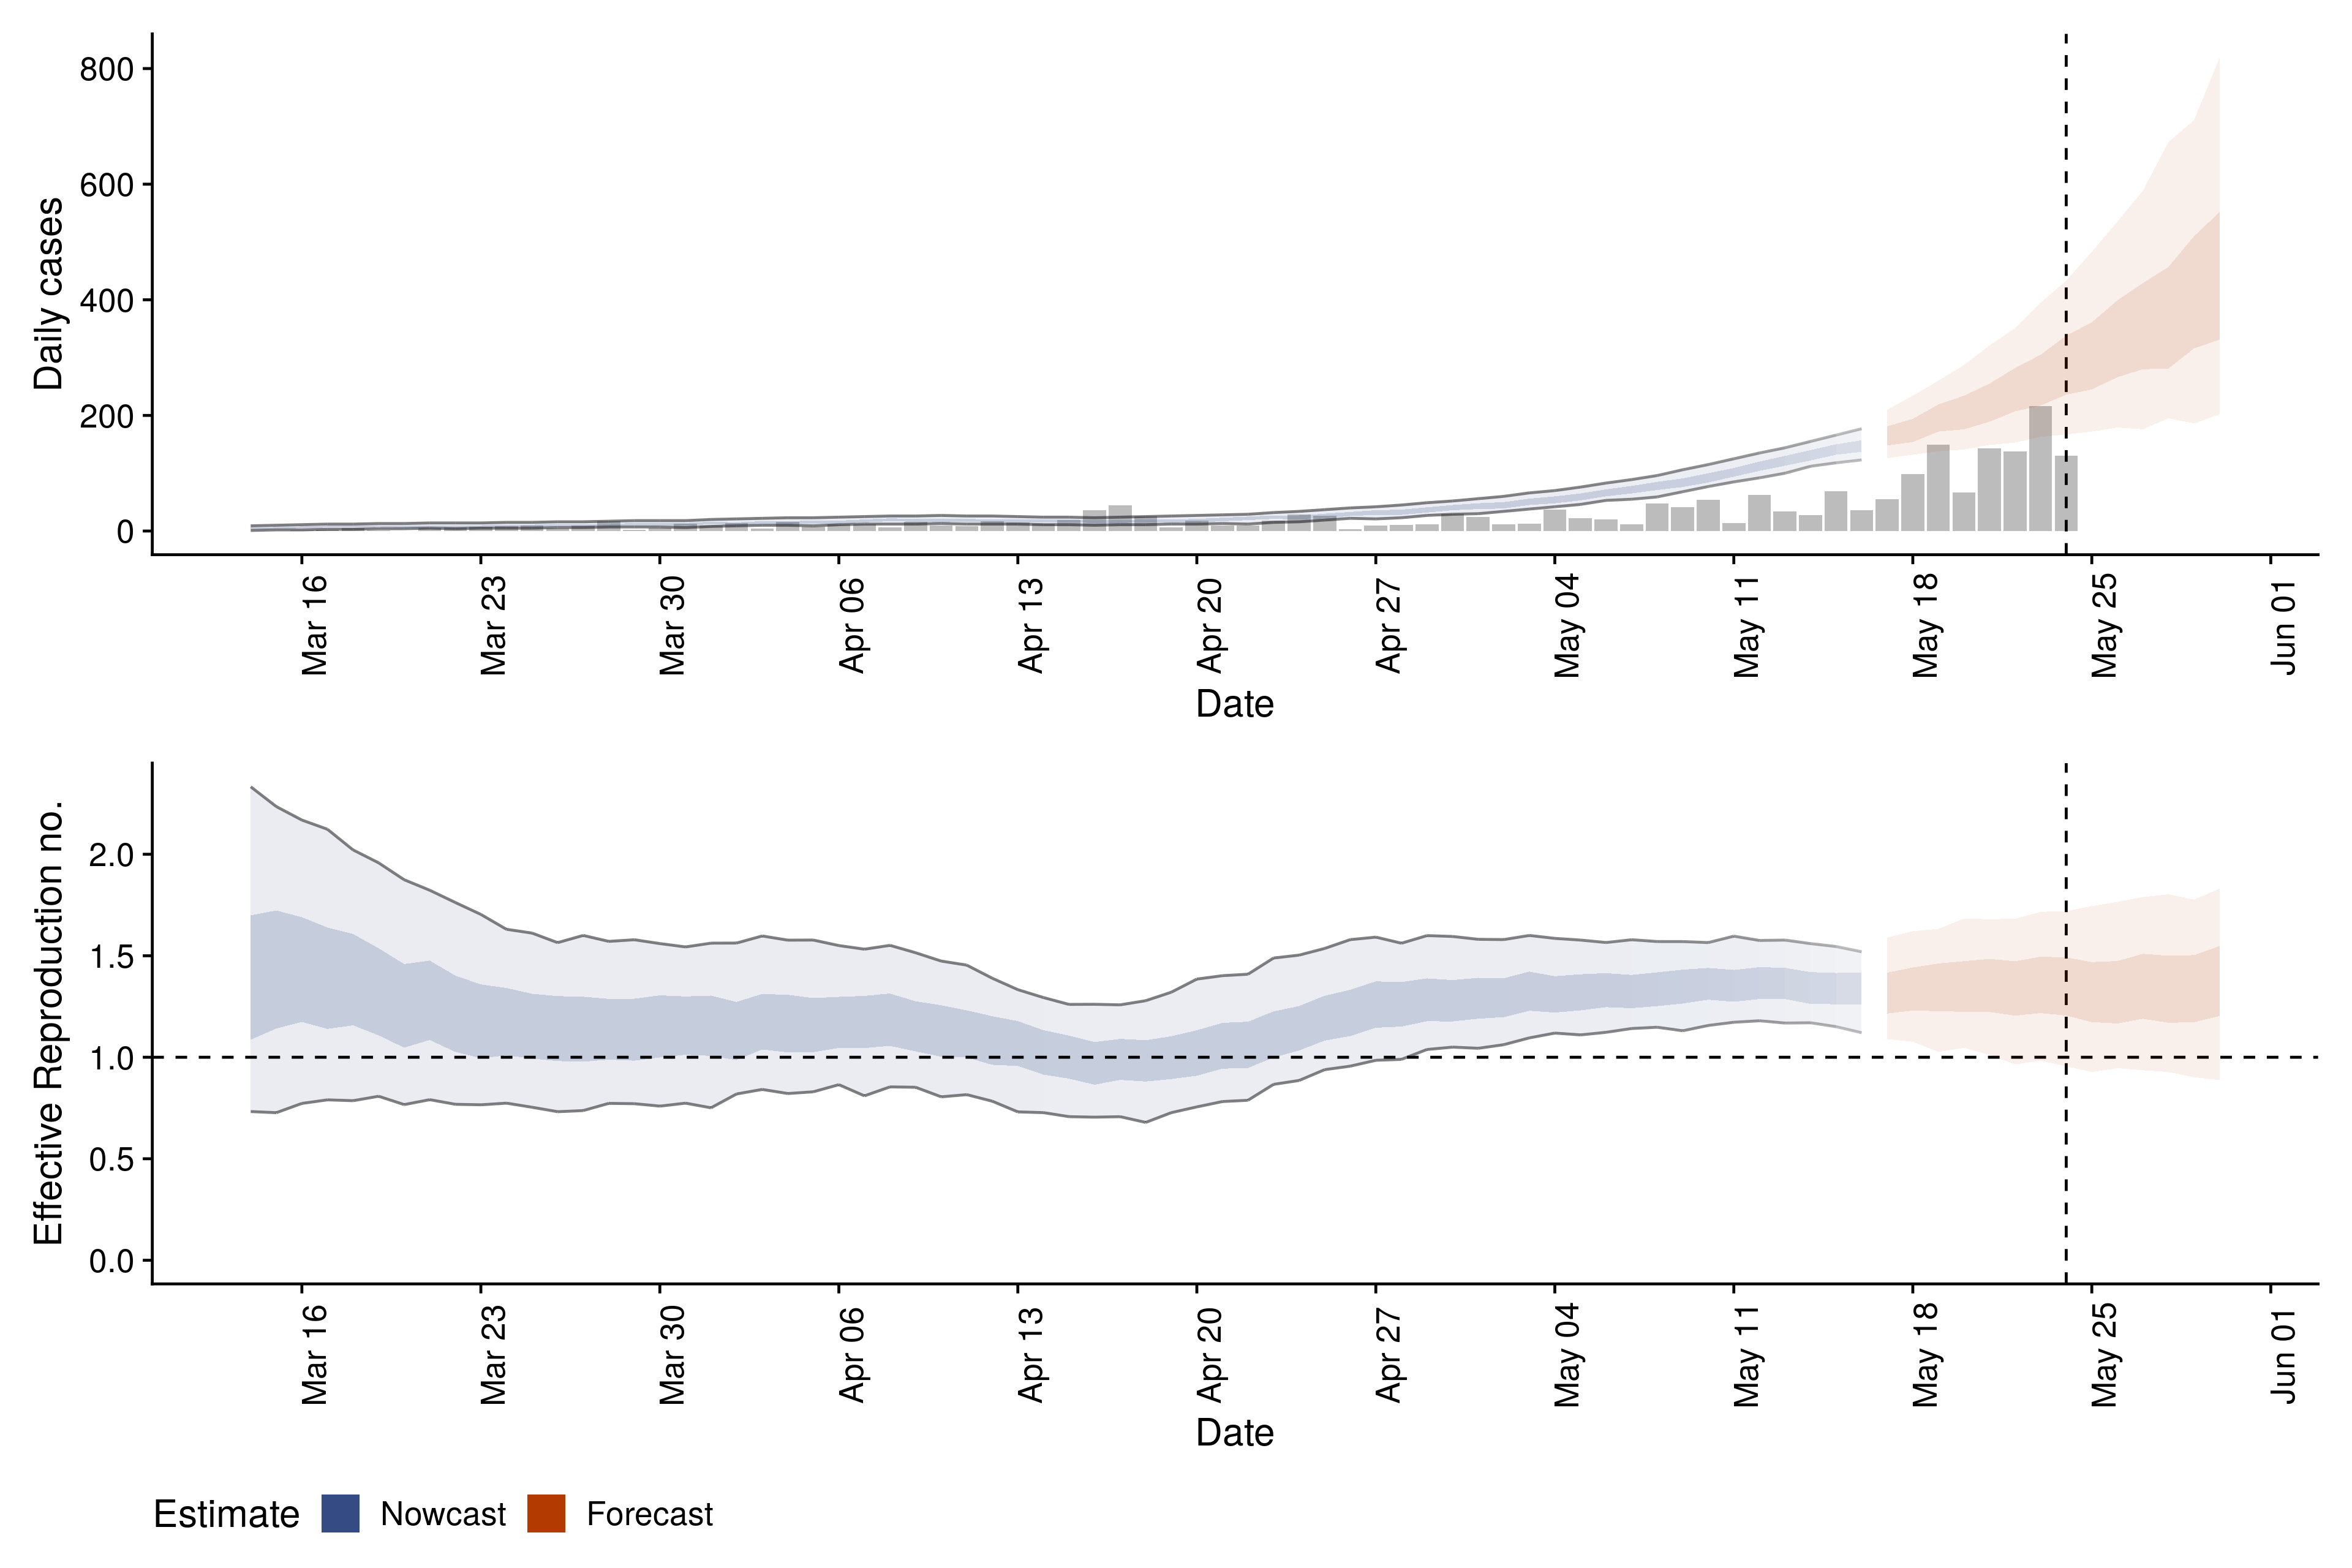 Daily cases
800
600
400
200
0
Mar 16
Mar 23
Mar 30
Apr 06
Apr 13
Apr 20
Apr 27
May 04
May 11
May 18
May 25
Jun 01
Date
Effective Reproduction no.
2.0
1.5
1.0
0.5
0.0
Mar 16
Mar 23
Mar 30
Apr 06
Apr 13
Apr 20
Apr 27
May 04
May 11
May 18
May 25
Jun 01
Date
Estimate Nowcast Forecast